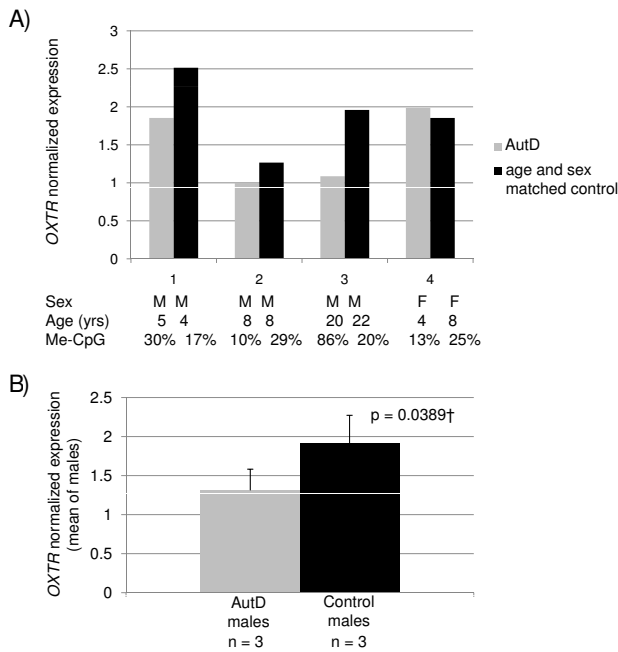 A)
OXTR normalized expression
3
2.5
2
1.5
1
0.5
0
AutD
age and sex
matched control
1 2 3 4
Sex M M M M M M F F
Age (yrs) 5 4 8 8 20 22 4 8
Me-CpG 30% 17% 10% 29% 86% 20% 13% 25%
B)
OXTR normalized expression
(mean of males)
2.5
2
1.5
1
0.5
0
p = 0.0389†
AutD Control
males males
n = 3 n = 3